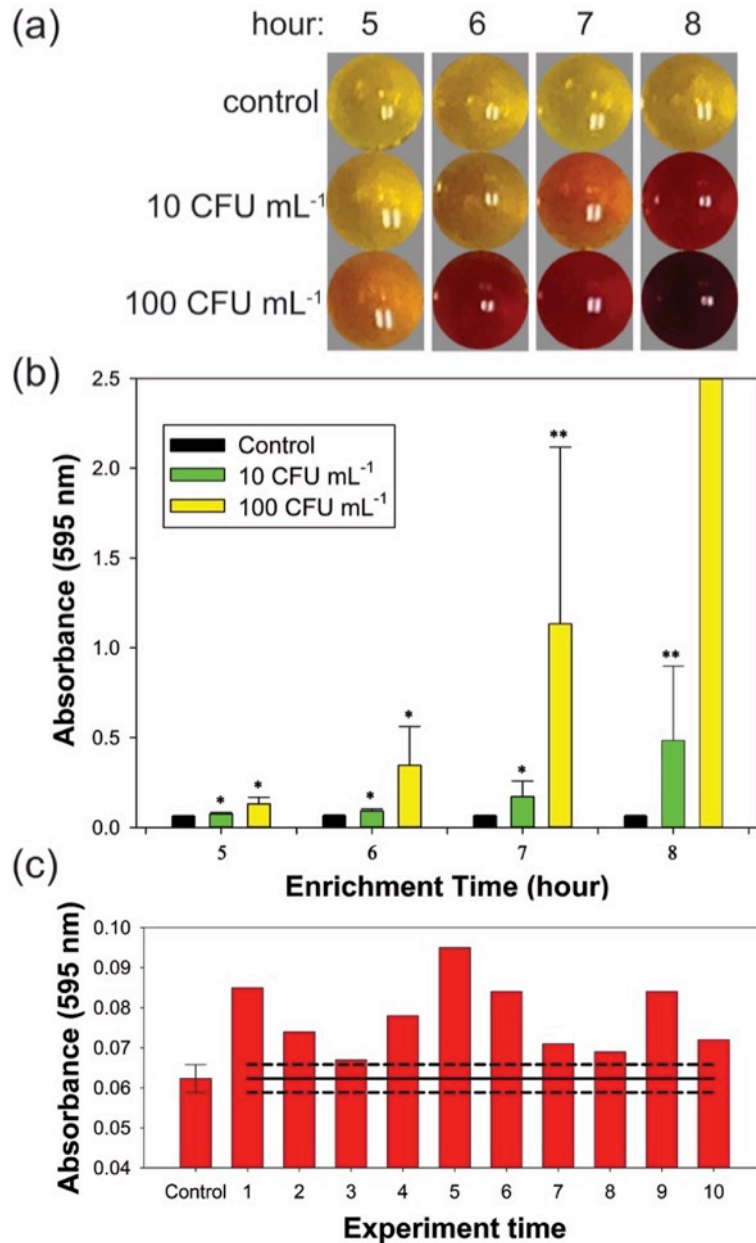 (a) hour: 5 6 7 8
control
10 CFU mL⁻¹
100 CFU mL⁻¹
(b)
2.5
2.0
1.5
1.0
0.5
0.0
Absorbance (595 nm)
Control
10 CFU mL⁻¹
100 CFU mL⁻¹
* * * * * ** **
5 6 7 8
Enrichment Time (hour)
(c)
0.10
0.09
0.08
0.07
0.06
0.05
0.04
Absorbance (595 nm)
Control 1 2 3 4 5 6 7 8 9 10
Experiment time